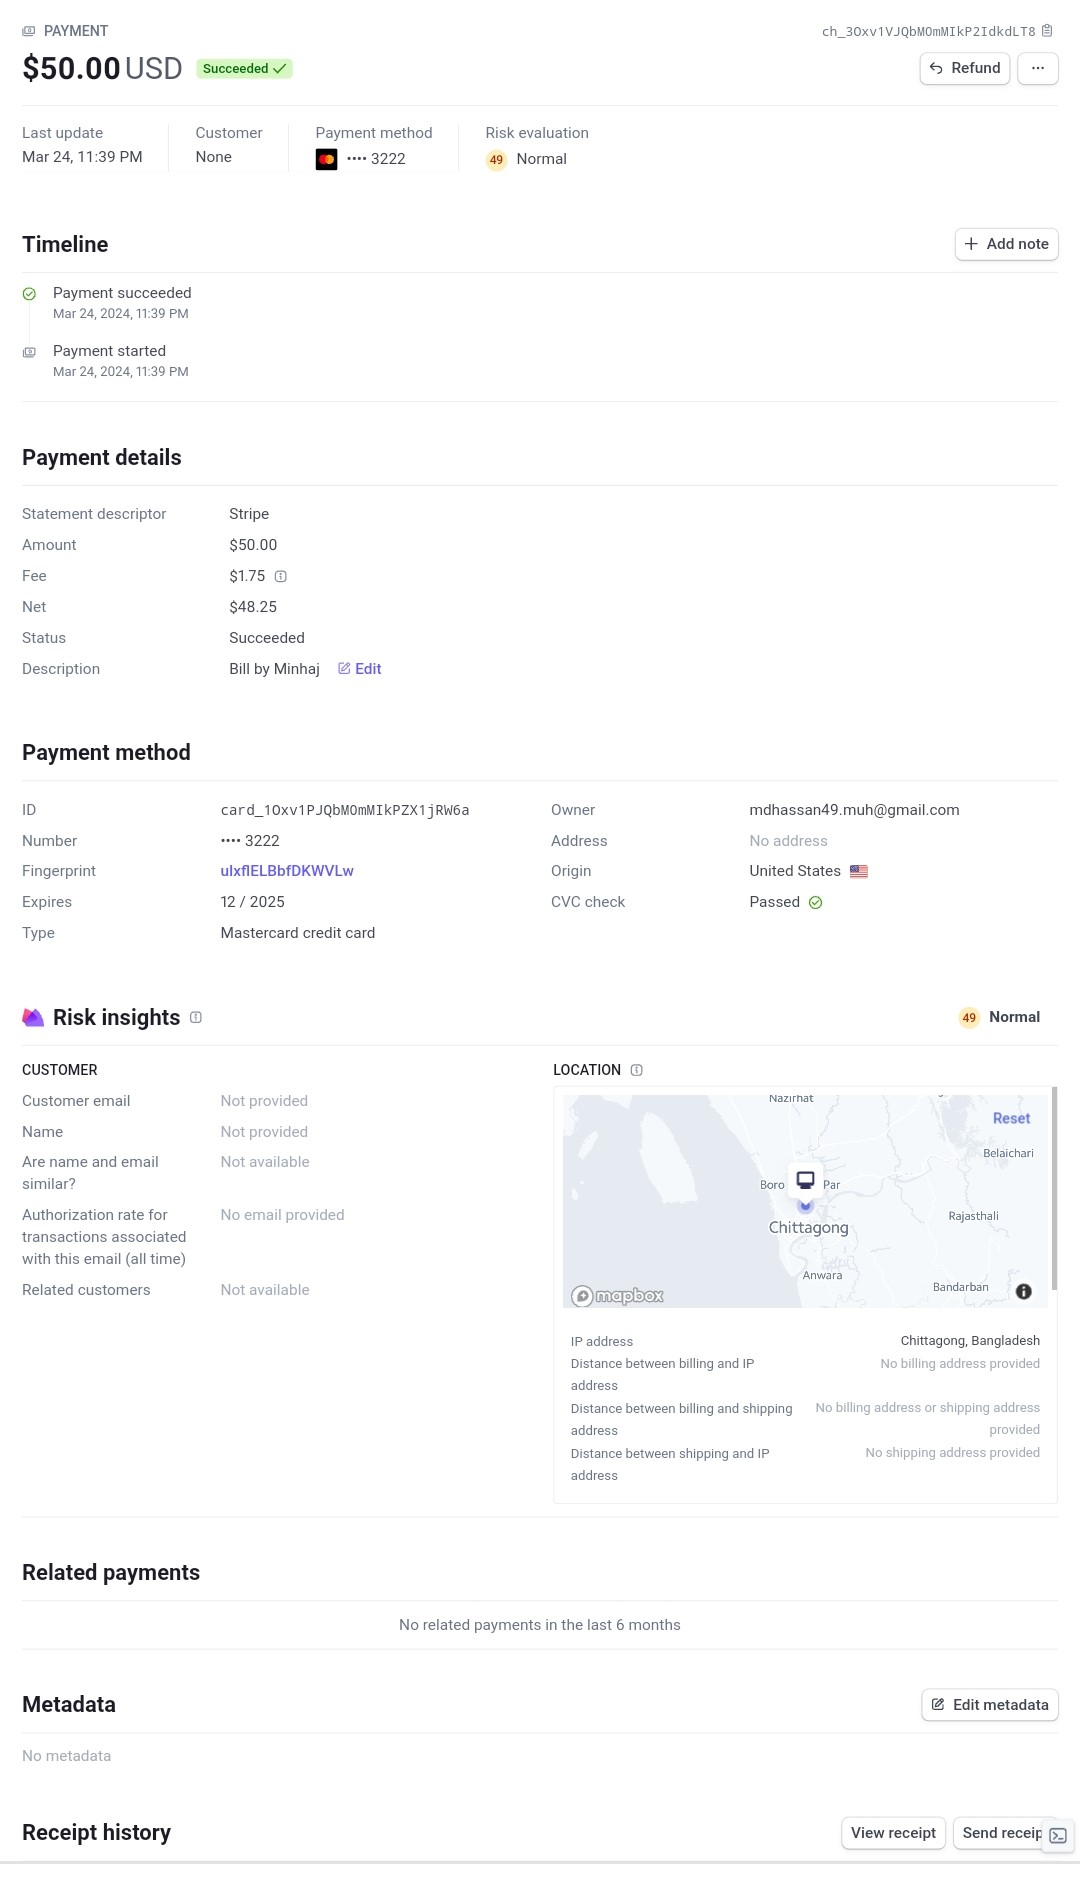 PAYMENT
ch_3Oxv1VJQbMOmMIkP2IdkdLT8
$50.00 USD Succeeded
Refund
Last update
Mar 24, 11:39 PM
Customer
None
Payment method
•••• 3222
Risk evaluation
49 Normal
Timeline
Add note
Payment succeeded
Mar 24, 2024, 11:39 PM
Payment started
Mar 24, 2024, 11:39 PM
Payment details
Statement descriptor Stripe
Amount $50.00
Fee $1.75
Net $48.25
Status Succeeded
Description Bill by Minhaj Edit
Payment method
ID card_1Oxv1PJQbMOmMIkPZX1jRW6a
Number •••• 3222
Fingerprint ulxflELBbfDKWVLw
Expires 12 / 2025
Type Mastercard credit card
Owner mdhassan49.muh@gmail.com
Address No address
Origin United States
CVC check Passed
Risk insights
49 Normal
CUSTOMER
Customer email Not provided
Name Not provided
Are name and email Not available
similar?
Authorization rate for No email provided
transactions associated
with this email (all time)
Related customers Not available
LOCATION
Nazirhat
Reset
Belaichari
Boro Par
Rajasthali
Chittagong
Anwara
Bandarban
mapbox
IP address Chittagong, Bangladesh
Distance between billing and IP No billing address provided
address
Distance between billing and shipping No billing address or shipping address
address provided
Distance between shipping and IP No shipping address provided
address
Related payments
No related payments in the last 6 months
Metadata
Edit metadata
No metadata
Receipt history
View receipt
Send receip